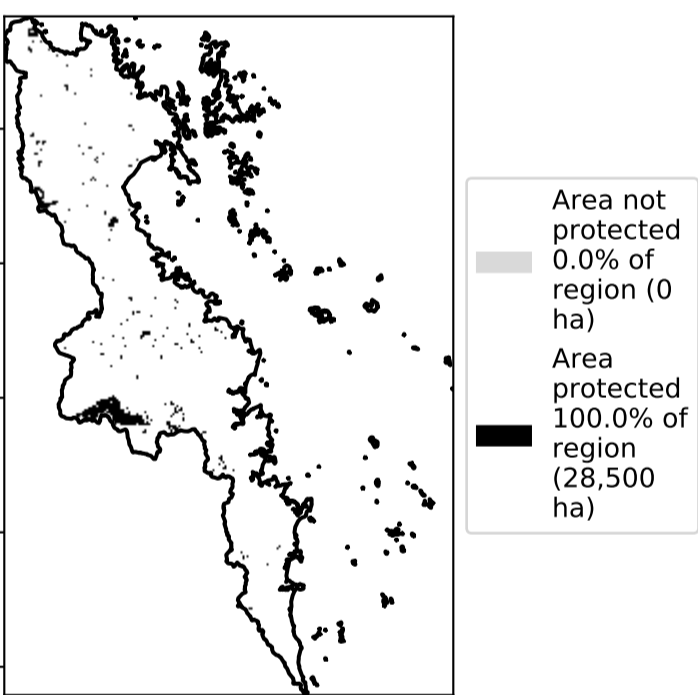 Area not
protected
0.0% of
region (0
ha)
Area
protected
100.0% of
region
(28,500
ha)